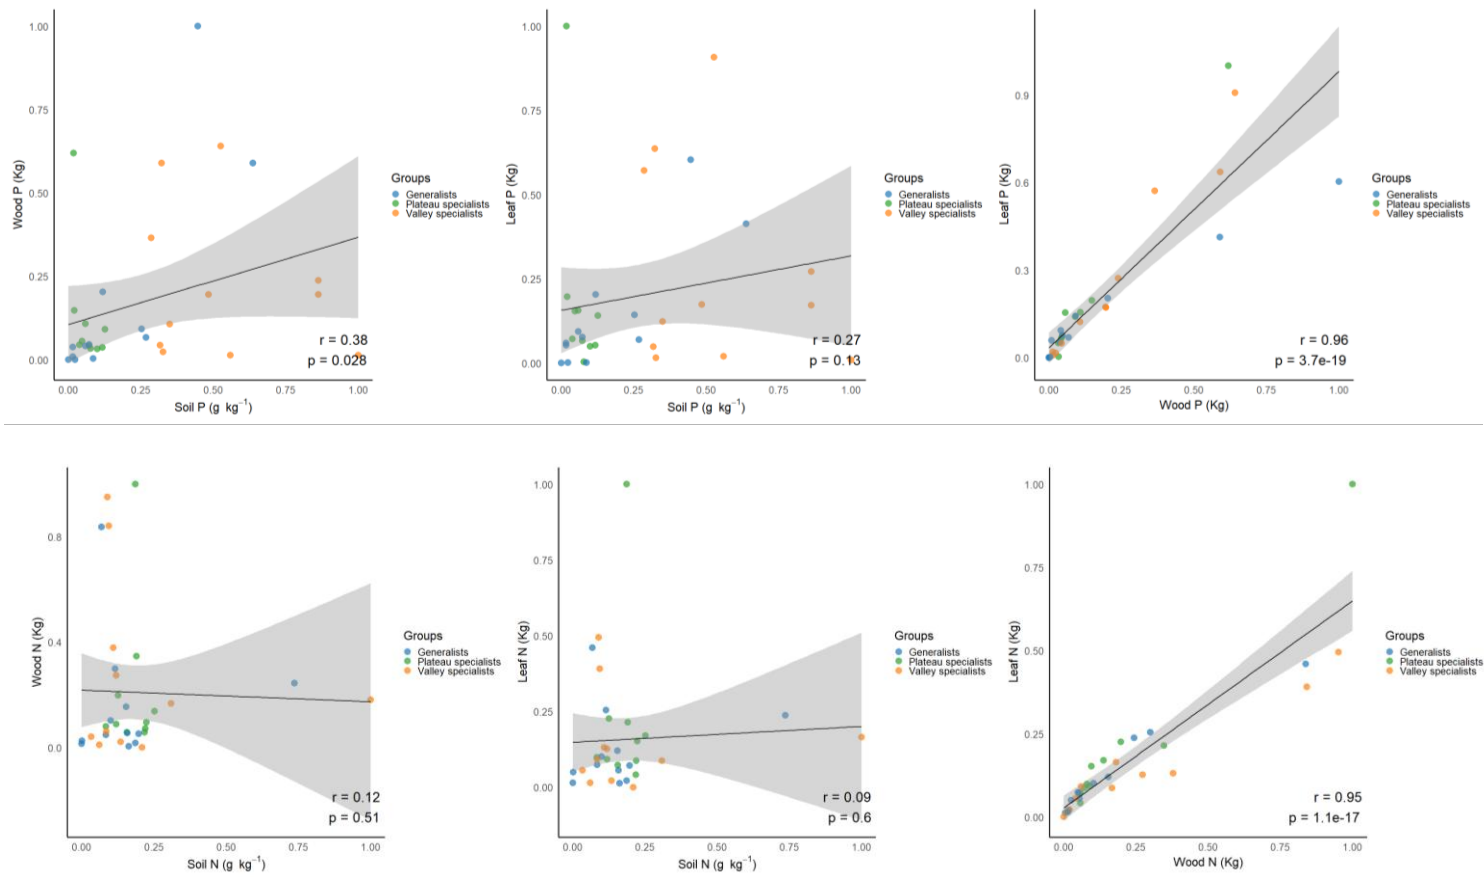 1.00
0.75
0.50
0.25
0.00
Wood P (Kg)
0.00
0.25
0.50
0.75
1.00
Soil P (g kg⁻¹)
r = 0.38
p = 0.028
Groups
Generalists
Plateau specialists
Valley specialists
1.00
0.75
0.50
0.25
0.00
Leaf P (Kg)
0.00
0.25
0.50
0.75
1.00
Soil P (g kg⁻¹)
r = 0.27
p = 0.13
Groups
Generalists
Plateau specialists
Valley specialists
0.9
0.6
0.3
0.0
Leaf P (Kg)
0.00
0.25
0.50
0.75
1.00
Wood P (Kg)
r = 0.96
p = 3.7e-19
Groups
Generalists
Plateau specialists
Valley specialists
0.8
0.4
0.0
Wood N (Kg)
0.00
0.25
0.50
0.75
1.00
Soil N (g kg⁻¹)
r = 0.12
p = 0.51
Groups
Generalists
Plateau specialists
Valley specialists
1.00
0.75
0.50
0.25
0.00
Leaf N (Kg)
0.00
0.25
0.50
0.75
1.00
Soil N (g kg⁻¹)
r = 0.09
p = 0.6
Groups
Generalists
Plateau specialists
Valley specialists
1.00
0.75
0.50
0.25
0.00
Leaf N (Kg)
0.00
0.25
0.50
0.75
1.00
Wood N (Kg)
r = 0.95
p = 1.1e-17
Groups
Generalists
Plateau specialists
Valley specialists